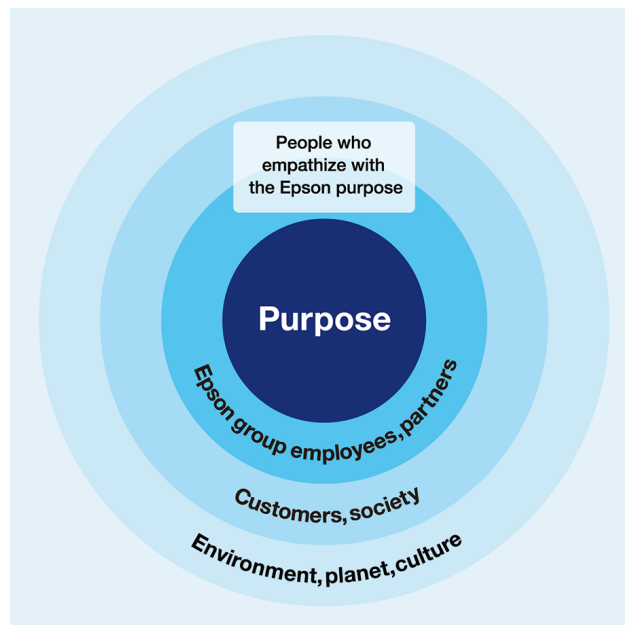 People who
empathize with
the Epson purpose
Purpose
Epson group employees, partners
Customers, society
Environment, planet, culture